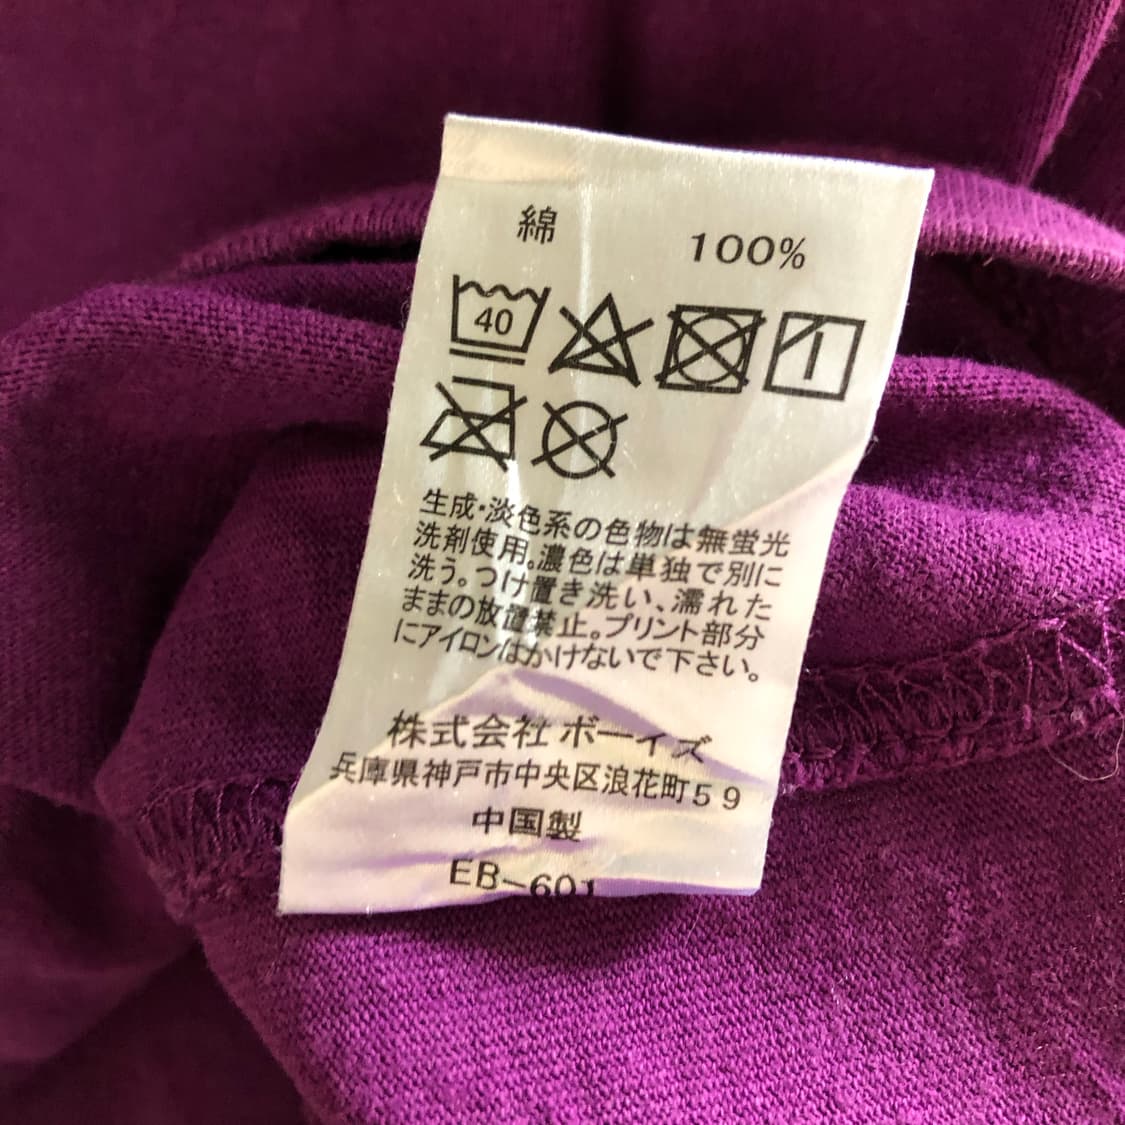 綿 100%
40
生成・淡色系の色物は無蛍光
洗剤使用。濃色は単独で別に
洗う。つけ置き洗い、濡れた
ままの放置禁止。プリント部分
にアイロンはかけないで下さい。
株式会社 ボーイズ
兵庫県神戸市中央区浪花町59
中国製
EB-601